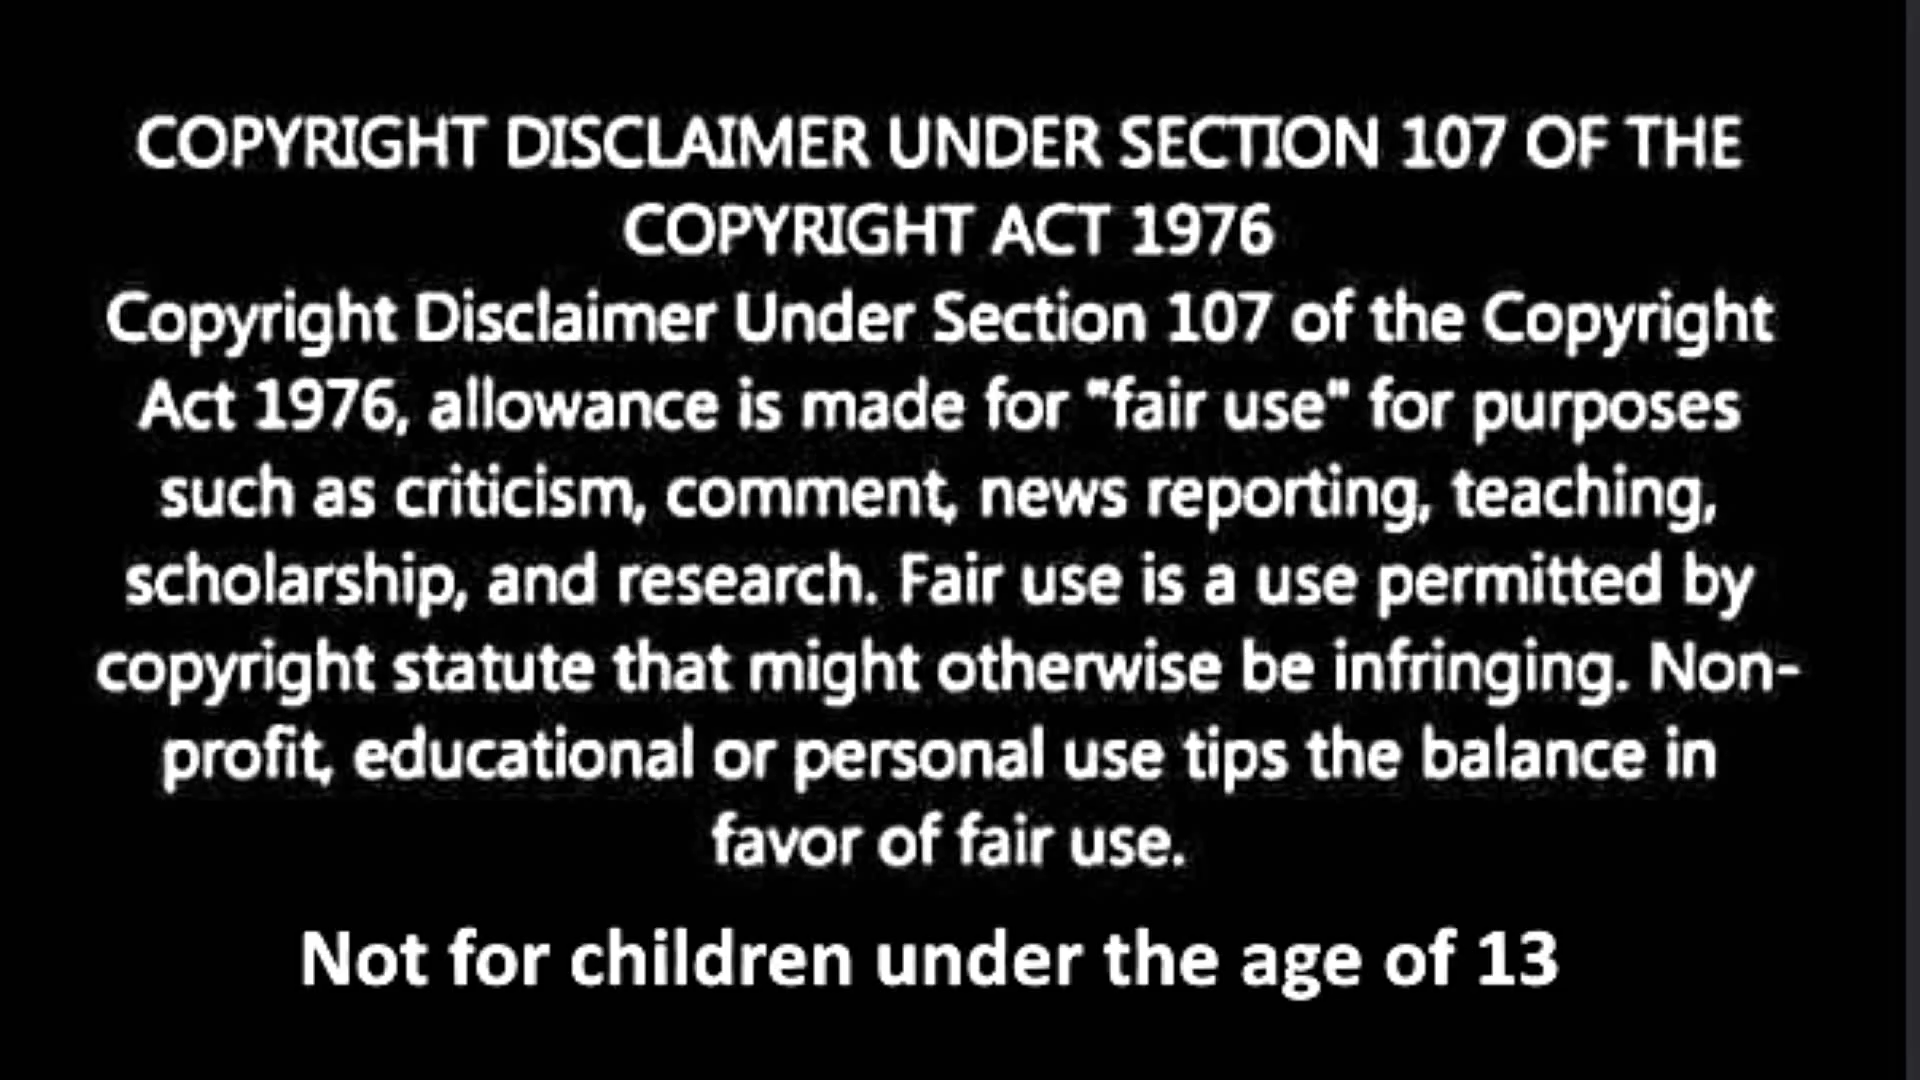 COPYRIGHT DISCLAIMER UNDER SECTION 107 OF THE
COPYRIGHT ACT 1976
Copyright Disclaimer Under Section 107 of the Copyright
Act 1976, allowance is made for "fair use" for purposes
such as criticism, comment, news reporting, teaching,
scholarship, and research. Fair use is a use permitted by
copyright statute that might otherwise be infringing. Non-
profit, educational or personal use tips the balance in
favor of fair use.
Not for children under the age of 13